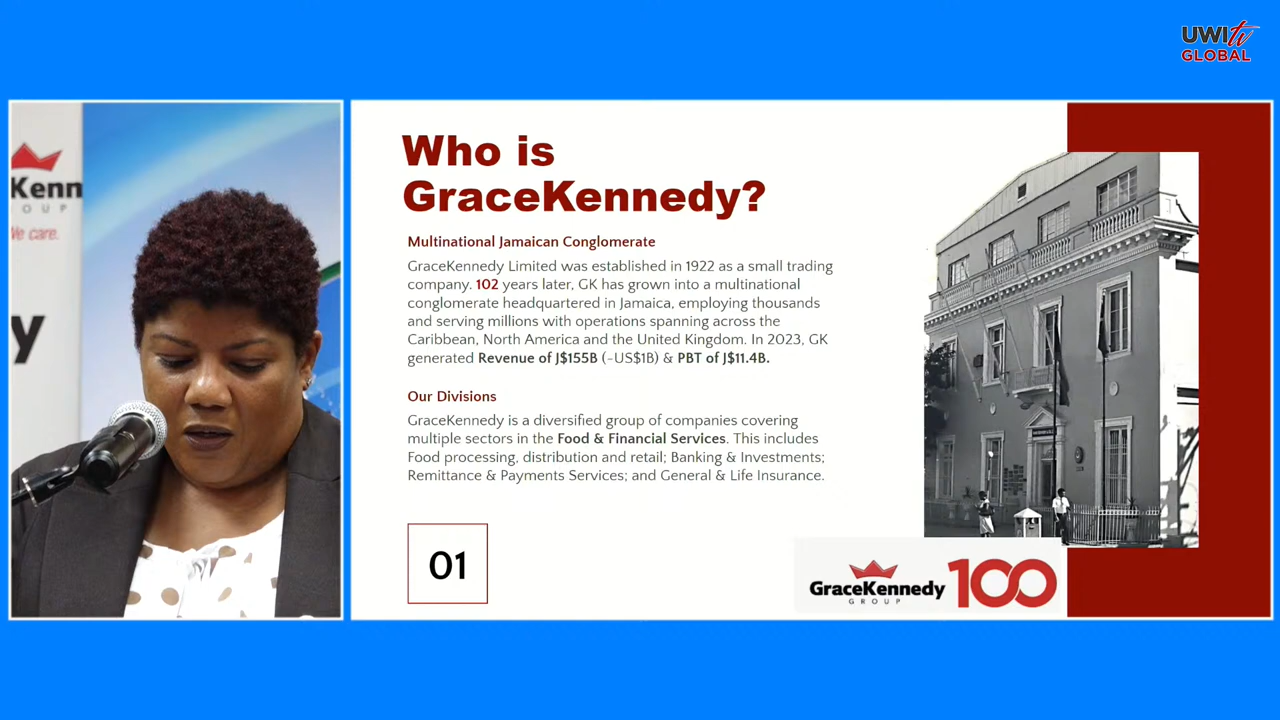 UWItv
GLOBAL
Kenn
OUP
We care.
y
Who is
GraceKennedy?
Multinational Jamaican Conglomerate
GraceKennedy Limited was established in 1922 as a small trading
company. 102 years later, GK has grown into a multinational
conglomerate headquartered in Jamaica, employing thousands
and serving millions with operations spanning across the
Caribbean, North America and the United Kingdom. In 2023, GK
generated Revenue of J$155B (~US$1B) & PBT of J$11.4B.
Our Divisions
GraceKennedy is a diversified group of companies covering
multiple sectors in the Food & Financial Services. This includes
Food processing, distribution and retail; Banking & Investments;
Remittance & Payments Services; and General & Life Insurance.
01
GraceKennedy 100
GROUP